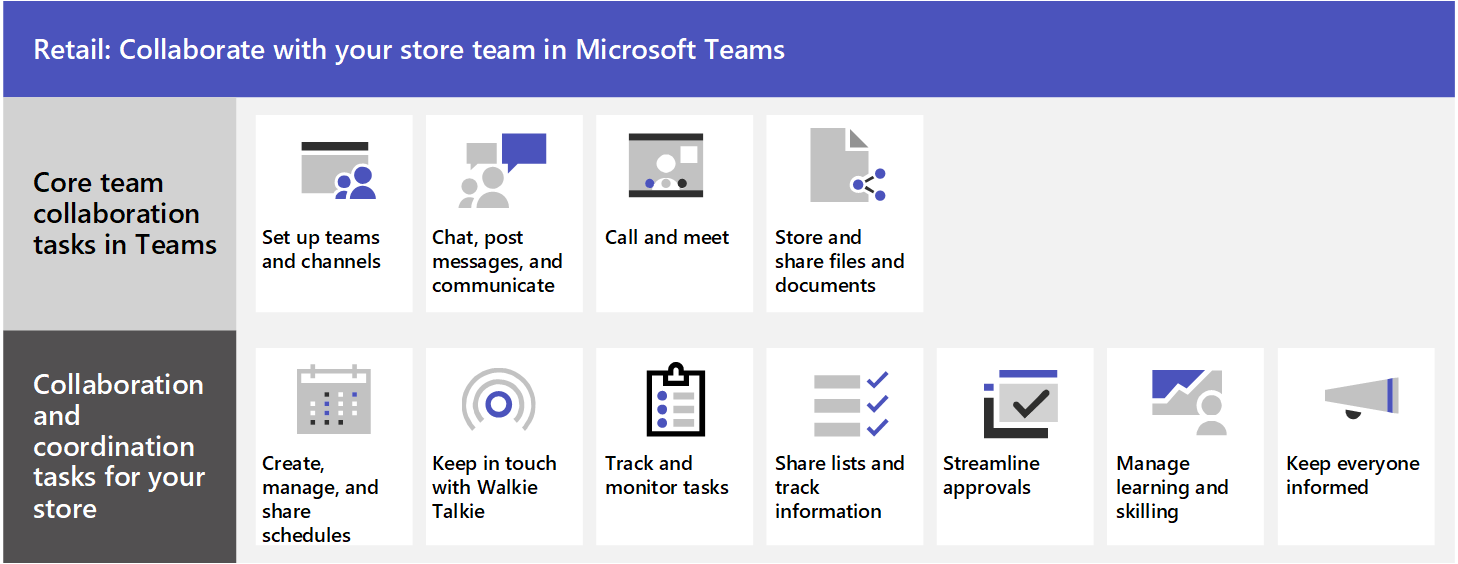 Retail: Collaborate with your store team in Microsoft Teams
Core team
collaboration
tasks in Teams
Set up teams
and channels
Chat, post
messages, and
communicate
Call and meet
Store and
share files and
documents
Collaboration
and
coordination
tasks for your
store
Create,
manage, and
share
schedules
Keep in touch
with Walkie
Talkie
Track and
monitor tasks
Share lists and
track
information
Streamline
approvals
Manage
learning and
skilling
Keep everyone
informed